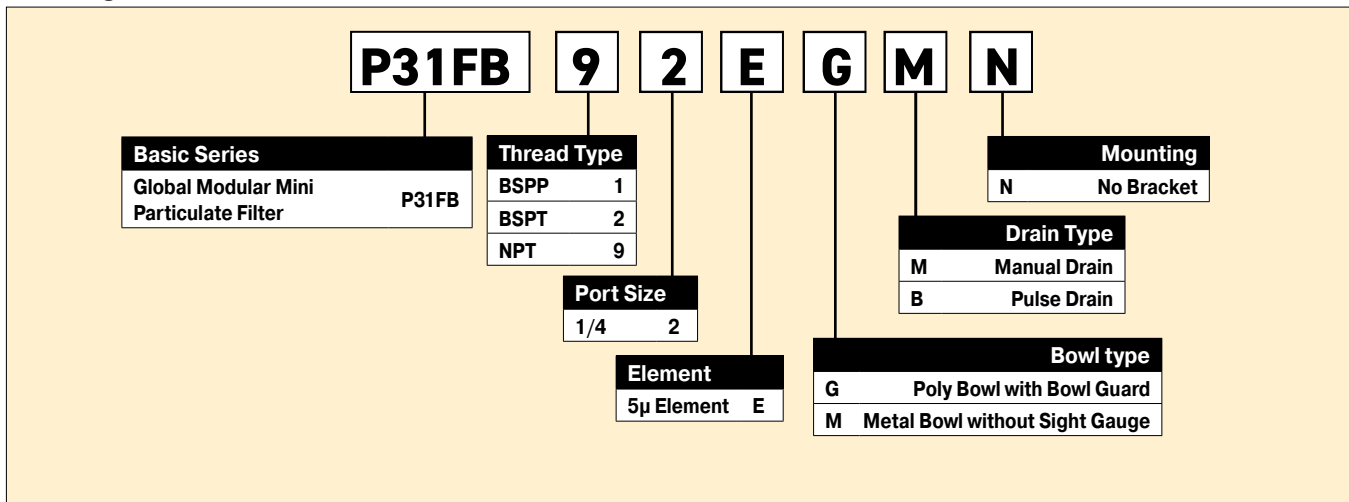 P31FB 9 2 E G M N
Basic Series
Global Modular Mini
Particulate Filter P31FB
Thread Type
BSPP 1
BSPT 2
NPT 9
Port Size
1/4 2
Element
5µ Element E
Mounting
N No Bracket
Drain Type
M Manual Drain
B Pulse Drain
Bowl type
G Poly Bowl with Bowl Guard
M Metal Bowl without Sight Gauge